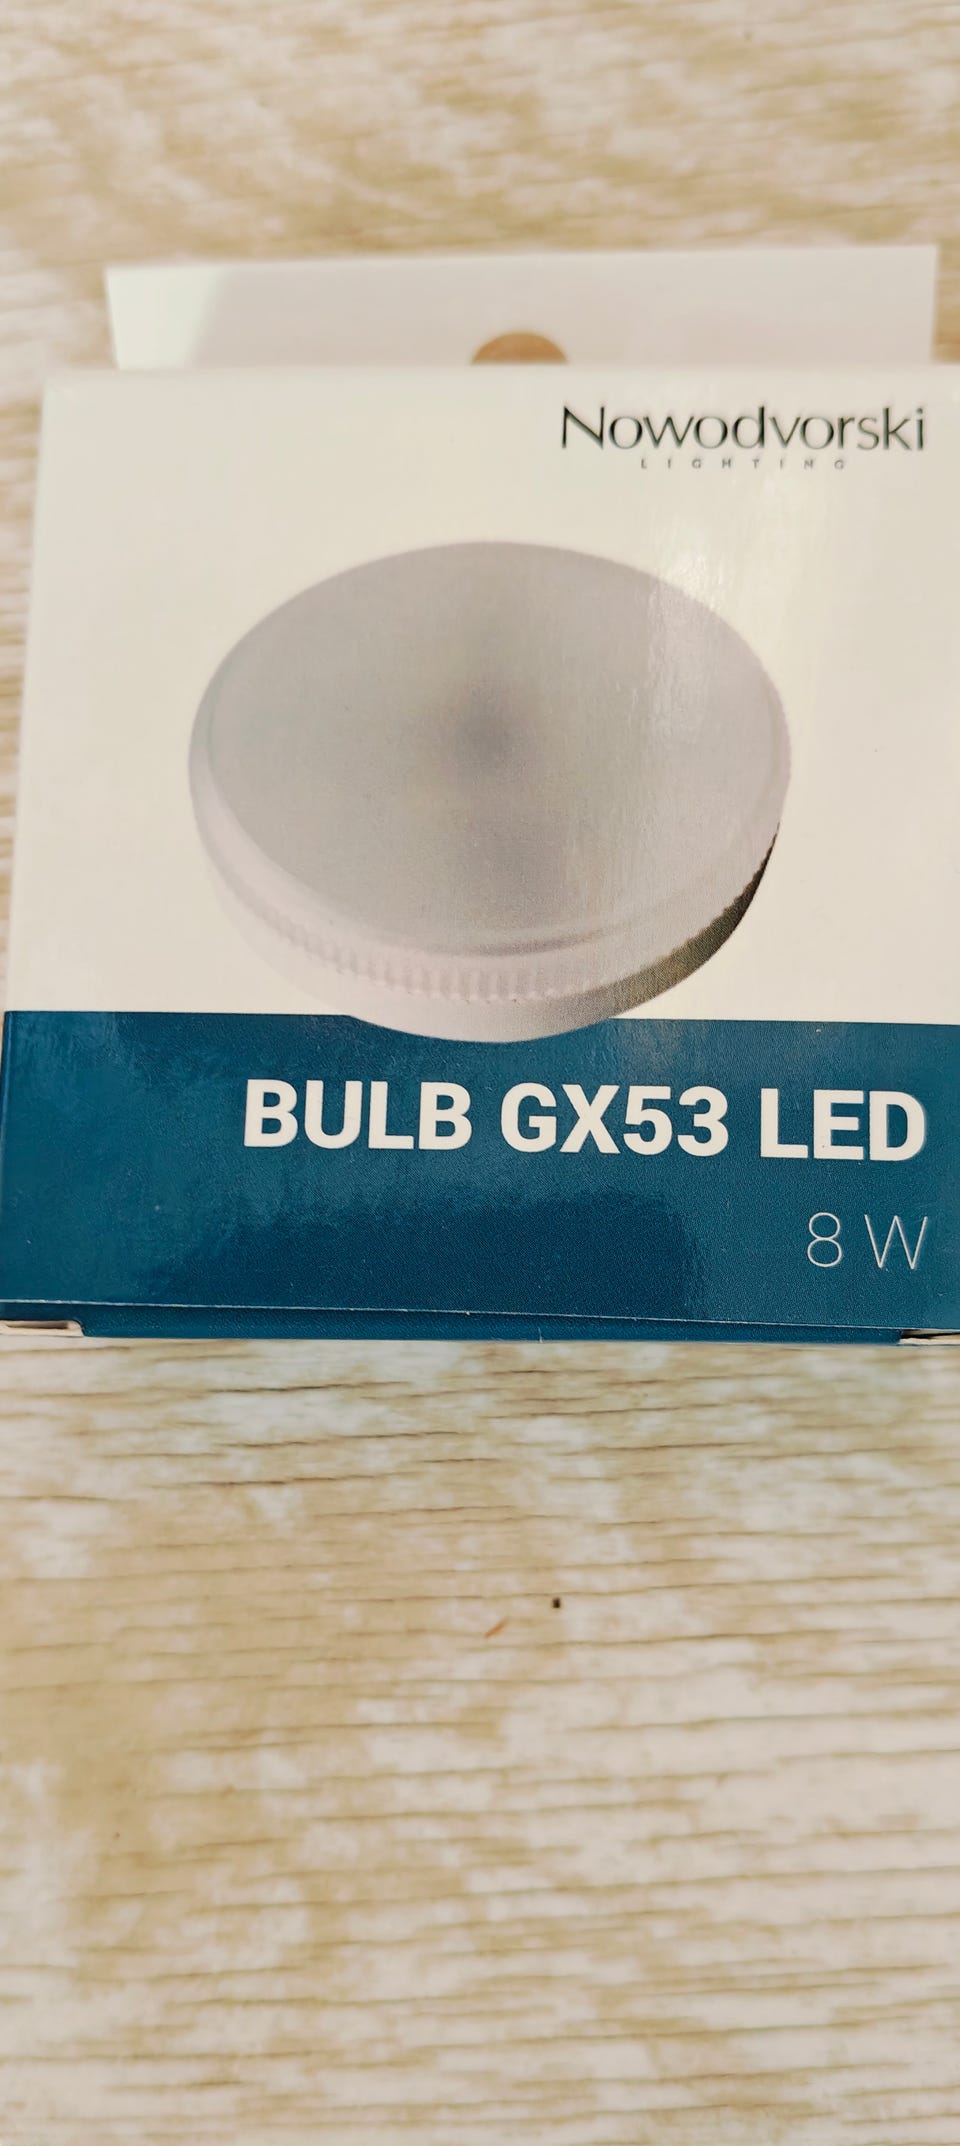 Nowodvorski
LIGHTING
BULB GX53 LED
8 W